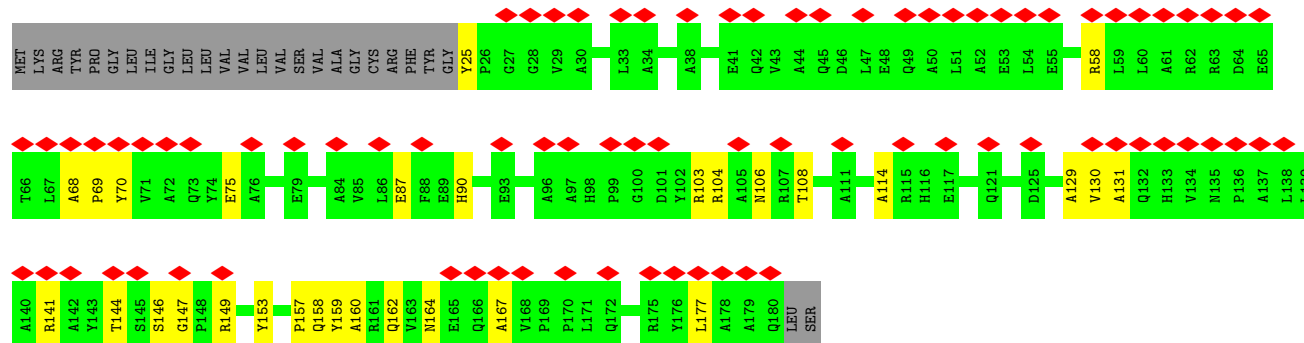 MET LYS ARG TYR PRO GLY LEU ILE GLY LEU LEU VAL VAL LEU VAL SER VAL ALA GLY CYS ARG PHE TYR GLY Y25 P26 G27 G28 V29 A30 L33 A34 A38 E41 Q42 V43 A44 Q45 D46 L47 E48 Q49 A50 L51 A52 E53 L54 E55 R58 L59 L60 A61 R62 R63 D64 E65
T66 L67 A68 P69 Y70 V71 A72 Q73 Y74 E75 A76 E79 A84 V85 L86 E87 F88 E89 H90 E93 A96 A97 H98 P99 G100 D101 Y102 R103 R104 A105 N106 R107 T108 A111 A114 R115 H116 E117 Q121 D125 A129 V130 A131 Q132 H133 V134 N135 P136 A137 L138
A140 R141 A142 Y143 T144 S145 S146 G147 P148 R149 Y153 P157 Q158 Y159 A160 R161 Q162 V163 N164 E165 Q166 A167 V168 P169 P170 L171 Q172 R175 Y176 L177 A178 A179 Q180 LEU SER